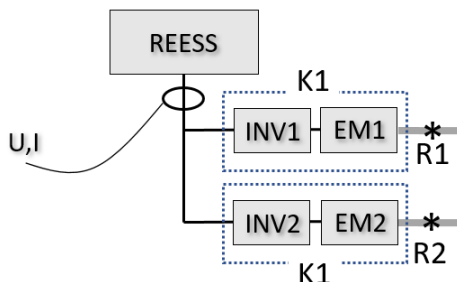 REESS
K1
U,I
INV1 EM1
* R1
INV2 EM2
* R2
K1